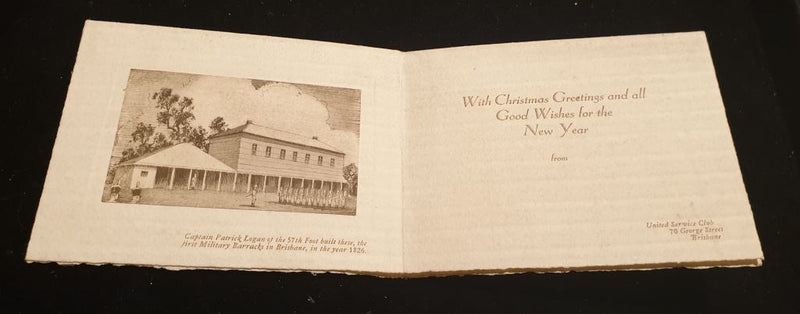 Captain Patrick Logan of the 57th Foot built these, the
first Military Barracks in Brisbane, in the year 1826.
With Christmas Greetings and all
Good Wishes for the
New Year
from
United Service Club
78 George Street
Brisbane